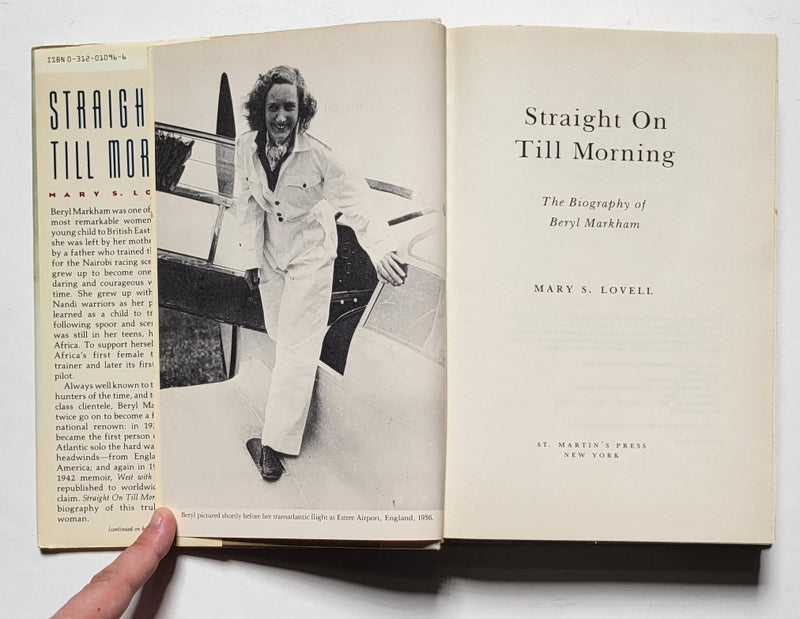 ISBN 0-312-01096-6
STRAIGH
TILL MOR
MARY S. LO
Beryl Markham was one of
most remarkable women
young child to British East
she was left by her mothe
by a father who trained th
for the Nairobi racing sce
grew up to become one
daring and courageous w
time. She grew up with
Nandi warriors as her p
learned as a child to tr
following spoor and scen
was still in her teens, h
Africa. To support hersel
Africa's first female t
trainer and later its first
pilot.
Always well known to t
hunters of the time, and t
class clientele, Beryl Ma
twice go on to become a f
national renown: in 193
became the first person
Atlantic solo the hard wa
headwinds—from Engla
America; and again in 19
1942 memoir, West with
republished to worldwid
claim. Straight On Till Mor
biography of this trul
woman.
(continued on b
Beryl pictured shortly before her transatlantic flight at Estree Airport, England, 1936.
Straight On
Till Morning
The Biography of
Beryl Markham
MARY S. LOVELL
ST. MARTIN'S PRESS
NEW YORK